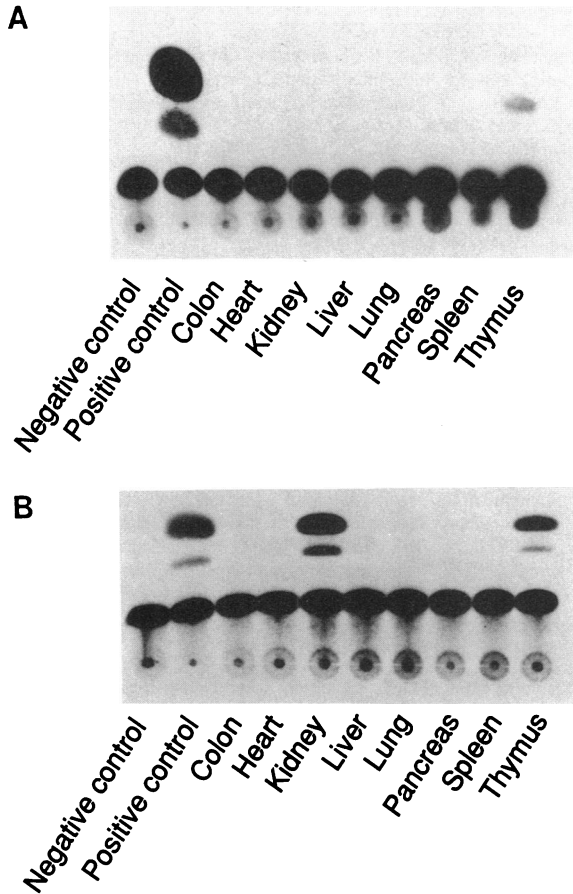 A
Negative control
Positive control
Colon
Heart
Kidney
Liver
Lung
Pancreas
Spleen
Thymus
B
Negative control
Positive control
Colon
Heart
Kidney
Liver
Lung
Pancreas
Spleen
Thymus